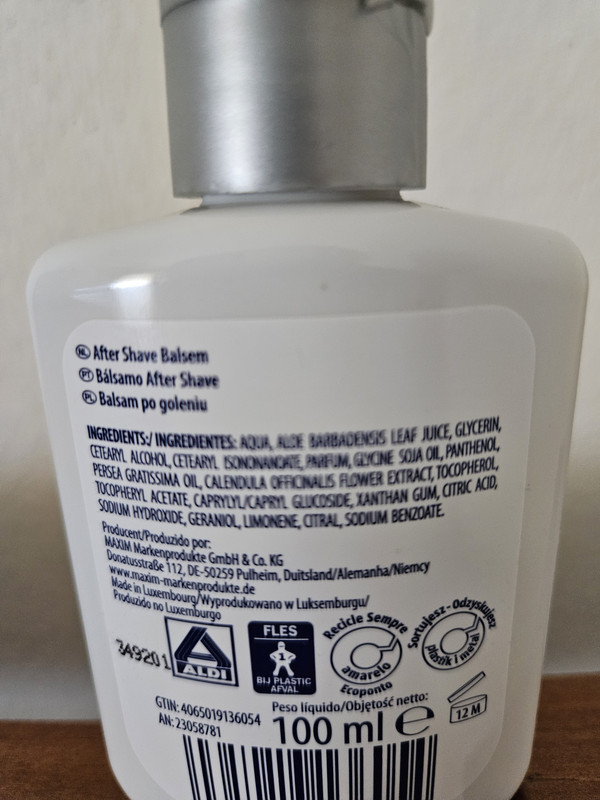 NL After Shave Balsem
PT Bálsamo After Shave
PL Balsam po goleniu
INGREDIENTS:/ INGREDIENTES: AQUA, ALOE BARBADENSIS LEAF JUICE, GLYCERIN,
CETEARYL ALCOHOL, CETEARYL ISONONANOATE, PARFUM, GLYCINE SOJA OIL, PANTHENOL,
PERSEA GRATISSIMA OIL, CALENDULA OFFICINALIS FLOWER EXTRACT, TOCOPHEROL,
TOCOPHERYL ACETATE, CAPRYLYL/CAPRYL GLUCOSIDE, XANTHAN GUM, CITRIC ACID,
SODIUM HYDROXIDE, GERANIOL, LIMONENE, CITRAL, SODIUM BENZOATE.
Producent/Produzido por:
MAXIM Markenprodukte GmbH & Co. KG
Donatusstraße 112, DE-50259 Pulheim, Duitsland/Alemanha/Niemcy
www.maxim-markenprodukte.de
Made in Luxembourg/Wyprodukowano w Luksemburgu/
Produzido no Luxemburgo
349201
ALDI
FLES
1
BIJ PLASTIC
AFVAL
Recicle Sempre
amarelo
Ecoponto
Sortujesz - Odzyskujesz
plastik i metal
GTIN: 4065019136054
AN: 23058781
Peso líquido/Objętość netto:
100 ml e
12 M